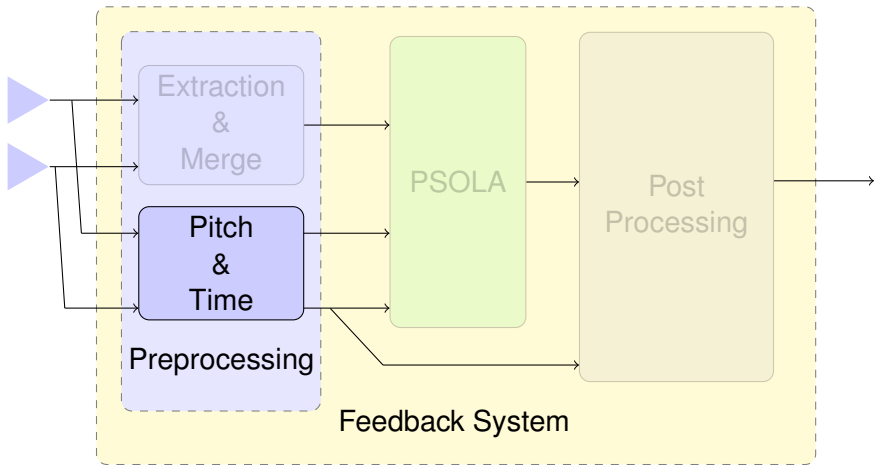 Extraction
&
Merge
Pitch
&
Time
Preprocessing
PSOLA
Post
Processing
Feedback System